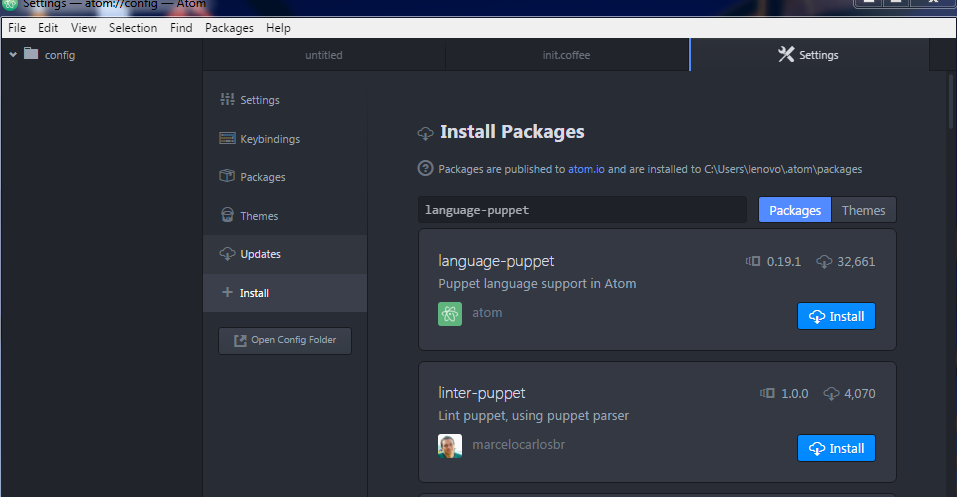 Settings — atom://config — Atom
File Edit View Selection Find Packages Help
config
untitled init.coffee Settings
Settings
Keybindings
Packages
Themes
Updates
Install
Open Config Folder
Install Packages
Packages are published to atom.io and are installed to C:\Users\lenovo\.atom\packages
language-puppet Packages Themes
language-puppet 0.19.1 32,661
Puppet language support in Atom
atom Install
linter-puppet 1.0.0 4,070
Lint puppet, using puppet parser
marcelocarlosbr Install